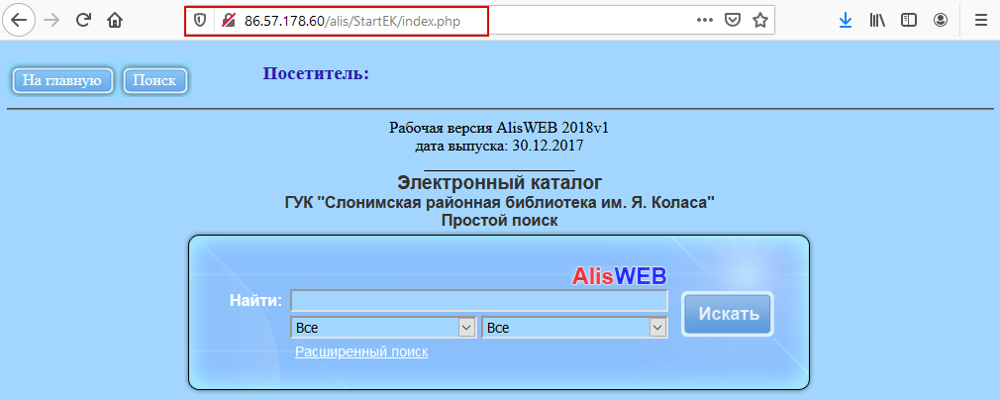 86.57.178.60/alis/StartEK/index.php
На главную Поиск Посетитель:
Рабочая версия AlisWEB 2018v1
дата выпуска: 30.12.2017
Электронный каталог
ГУК "Слонимская районная библиотека им. Я. Коласа"
Простой поиск
AlisWEB
Найти: Искать
Все Все
Расширенный поиск